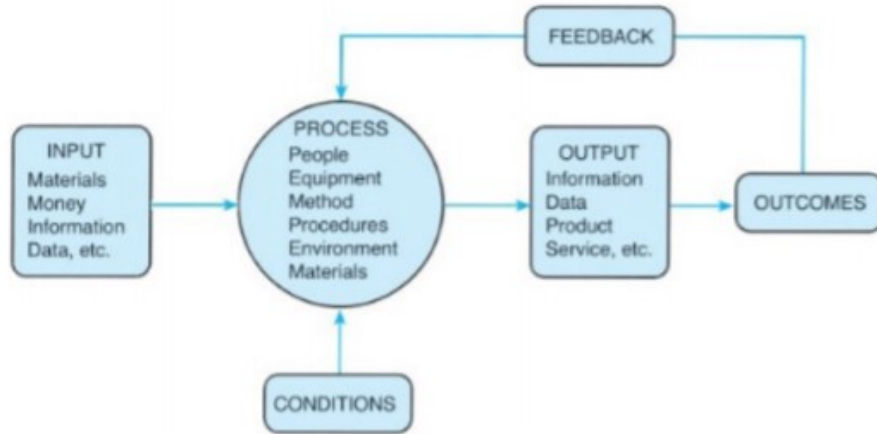 FEEDBACK
INPUT
Materials
Money
Information
Data, etc.
PROCESS
People
Equipment
Method
Procedures
Environment
Materials
OUTPUT
Information
Data
Product
Service, etc.
OUTCOMES
CONDITIONS